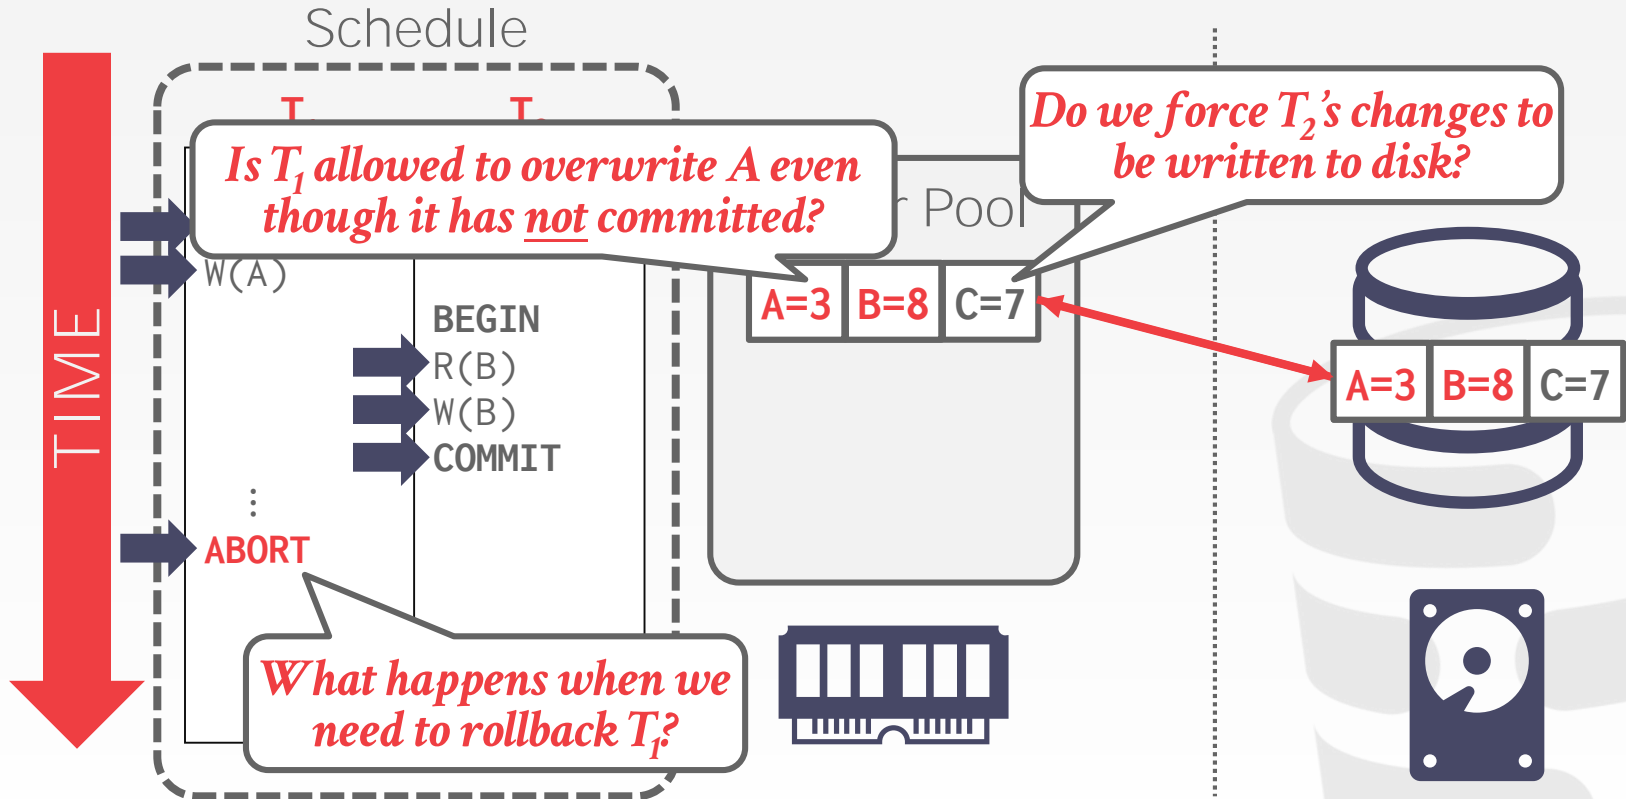 Schedule
T
T
Is T₁ allowed to overwrite A even
though it has not committed?
Do we force T₂'s changes to
be written to disk?
r Pool
W(A)
BEGIN
R(B)
W(B)
COMMIT
⋮
ABORT
TIME
A=3 B=8 C=7
A=3 B=8 C=7
What happens when we
need to rollback T₁?